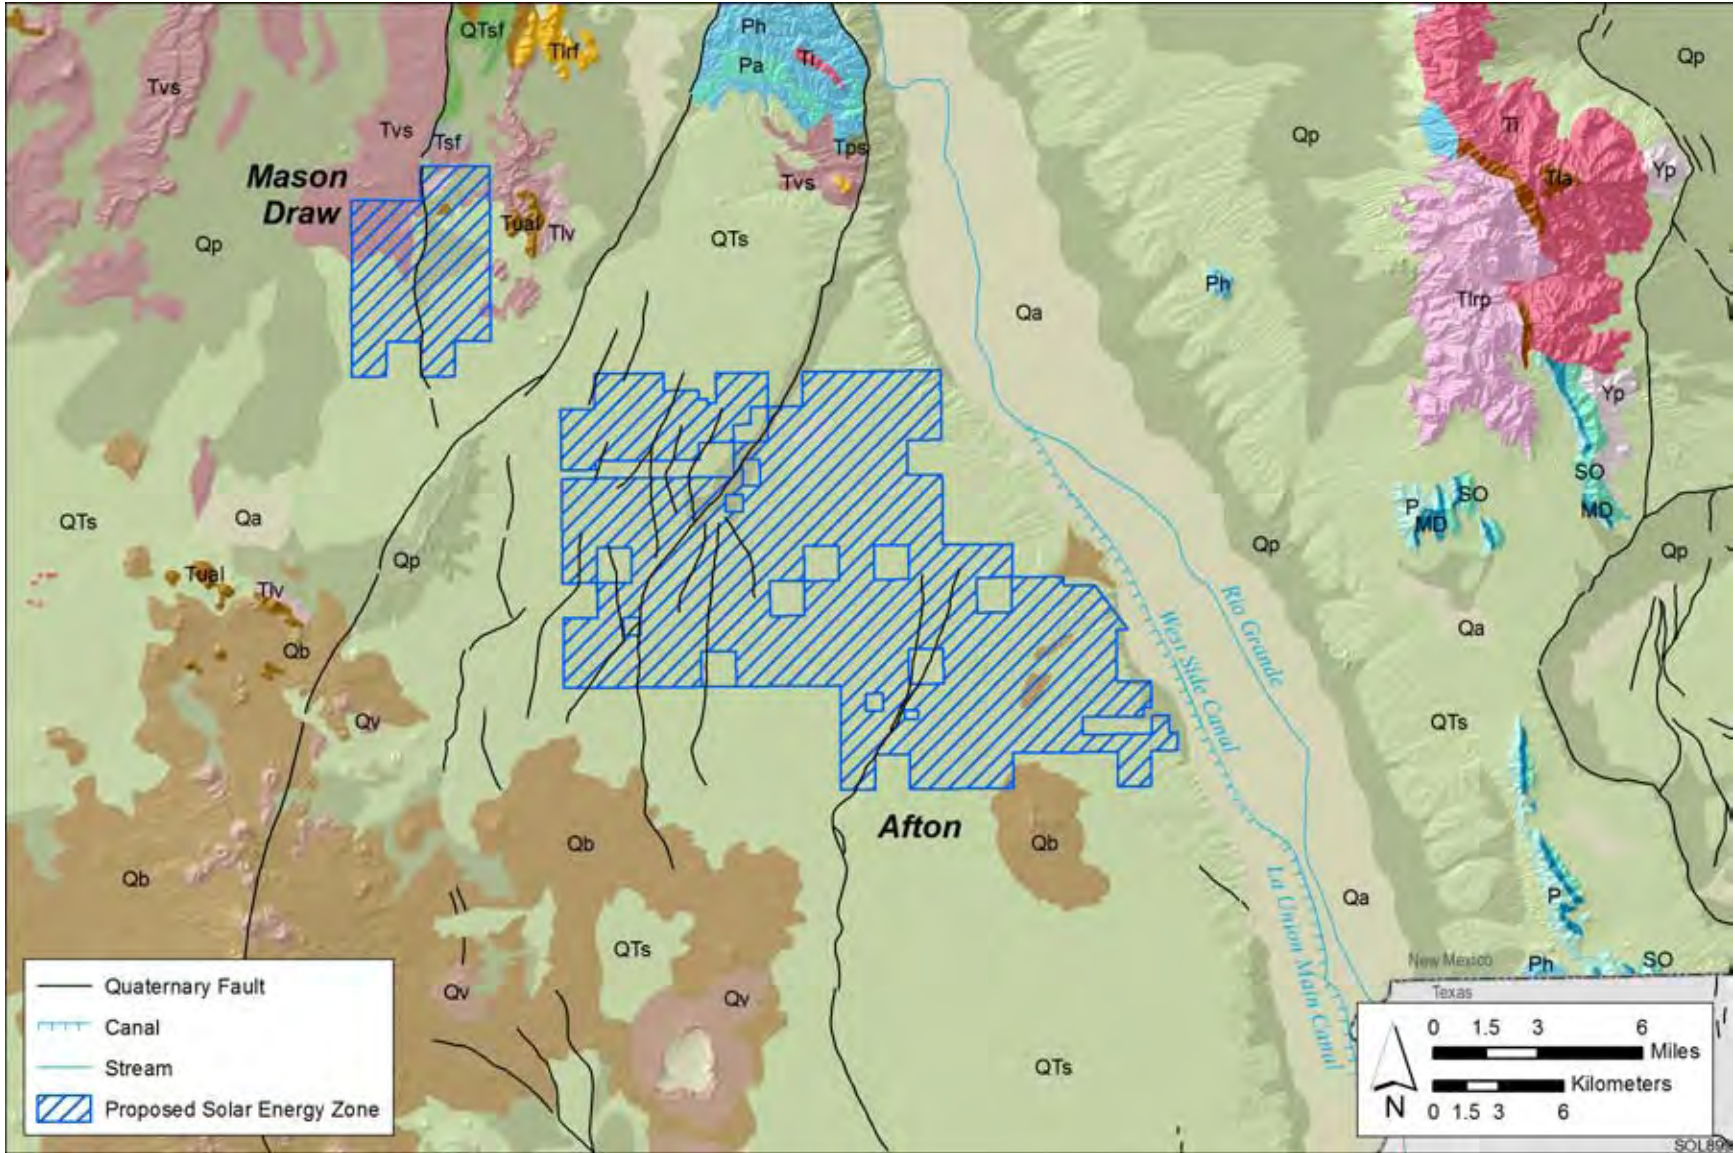 Ph
QTsf
Tlrf
Ti
Pa
Qp
Tvs
Tvs
Tsf
Qp
Ti
Tps
Yp
Tla
Mason
Draw
Tvs
Tual
Tlv
QTs
Qp
Ph
Tlrp
Qa
Yp
SO
P
SO
MD
MD
QTs
Qa
Qp
Qp
Qp
Tual
Tlv
Rio Grande
Qa
West Side Canal
Qb
Qv
QTs
Afton
Qb
Qb
Qb
La Union Main Canal
Qa
P
QTs
Qv
Qv
New Mexico
Ph
SO
Texas
QTs
Quaternary Fault
Canal
Stream
Proposed Solar Energy Zone
N
0 1.5 3 6
Miles
Kilometers
0 1.5 3 6